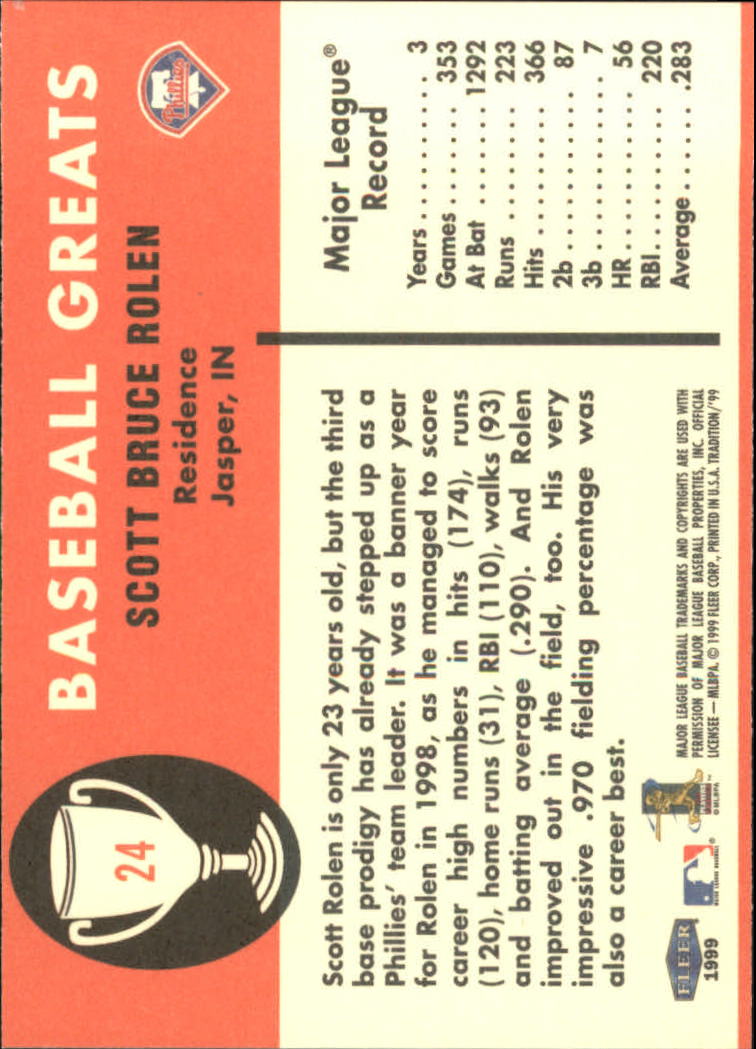 24
BASEBALL GREATS
SCOTT BRUCE ROLEN
Residence
Jasper, IN
Phillies
Scott Rolen is only 23 years old, but the third
base prodigy has already stepped up as a
Phillies' team leader. It was a banner year
for Rolen in 1998, as he managed to score
career high numbers in hits (174), runs
(120), home runs (31), RBI (110), walks (93)
and batting average (.290). And Rolen
improved out in the field, too. His very
impressive .970 fielding percentage was
also a career best.
Major League®
Record
Years . . . . . . . . . . 3
Games . . . . . . . 353
At Bat . . . . . . . . 1292
Runs . . . . . . . . 223
Hits . . . . . . . . . 366
2b . . . . . . . . . . 87
3b . . . . . . . . . . . 7
HR . . . . . . . . . . 56
RBI . . . . . . . . . 220
Average . . . . . . .283
FLEER
1999
MAJOR LEAGUE BASEBALL TRADEMARKS AND COPYRIGHTS ARE USED WITH
PERMISSION OF MAJOR LEAGUE BASEBALL PROPERTIES, INC. OFFICIAL
LICENSEE — MLBPA. © 1999 FLEER CORP., PRINTED IN U.S.A. TRADITION/'99
MAJOR LEAGUE BASEBALL®
PLAYERS
© MLBPA